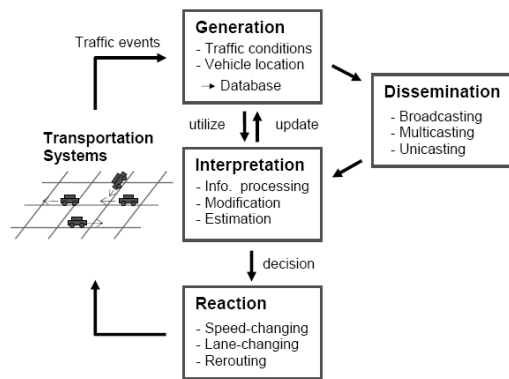 Traffic events
Generation
- Traffic conditions
- Vehicle location
→ Database
Dissemination
- Broadcasting
- Multicasting
- Unicasting
utilize
update
Transportation
Systems
Interpretation
- Info. processing
- Modification
- Estimation
decision
Reaction
- Speed-changing
- Lane-changing
- Rerouting